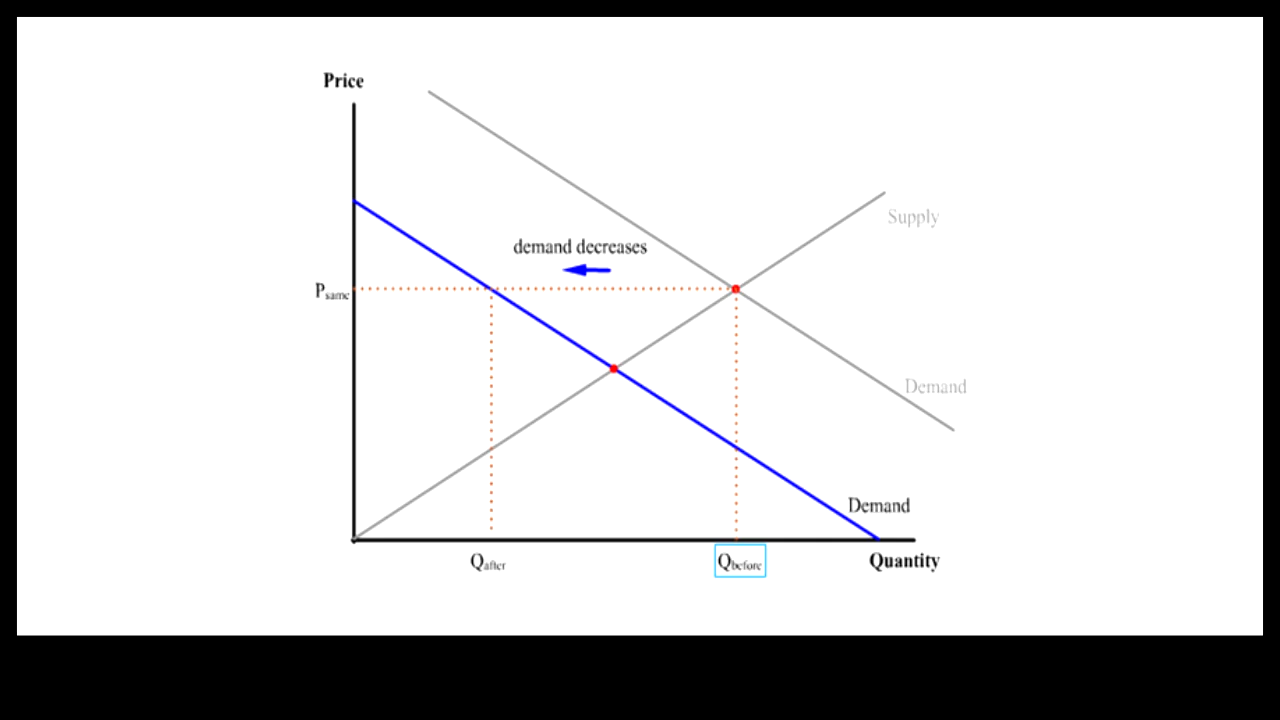 Price
Supply
demand decreases
Psame
Demand
Demand
Qafter
Qbefore
Quantity